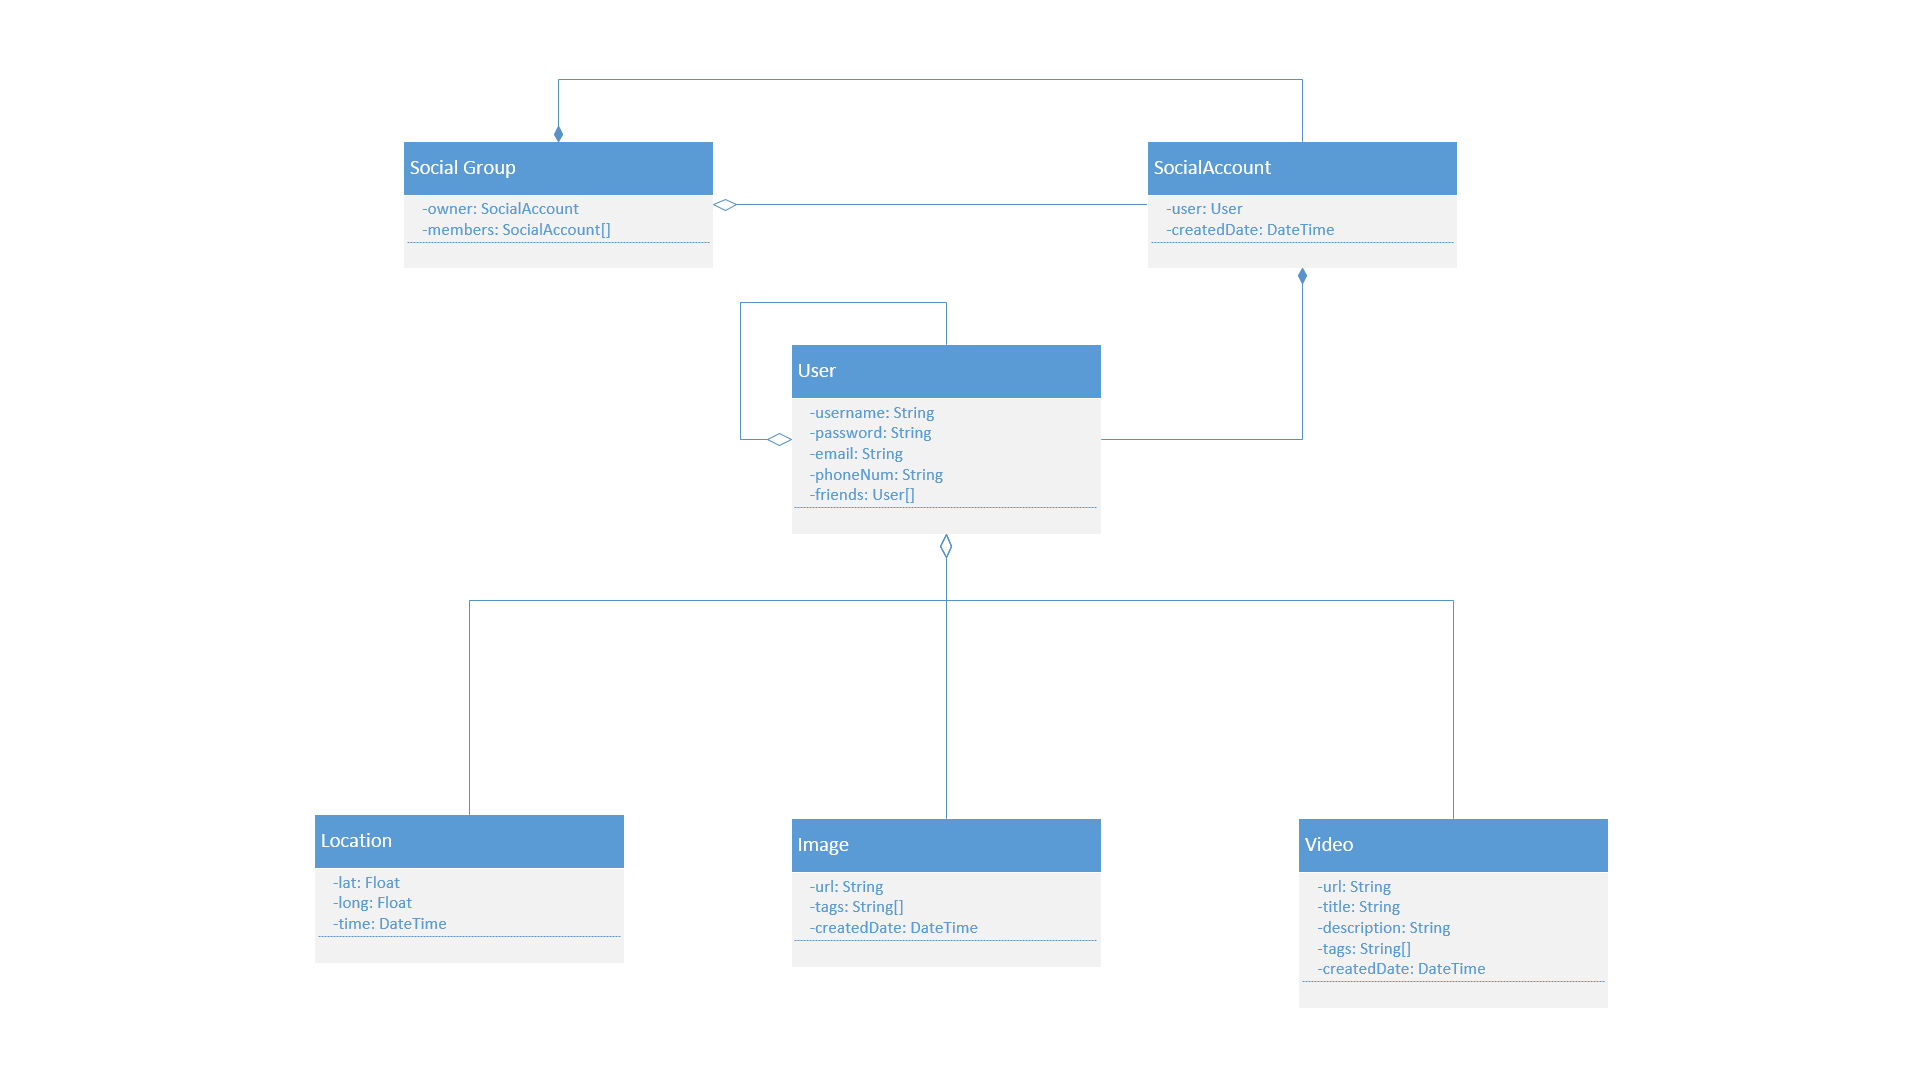 Social Group
-owner: SocialAccount
-members: SocialAccount[]
SocialAccount
-user: User
-createdDate: DateTime
User
-username: String
-password: String
-email: String
-phoneNum: String
-friends: User[]
Location
-lat: Float
-long: Float
-time: DateTime
Image
-url: String
-tags: String[]
-createdDate: DateTime
Video
-url: String
-title: String
-description: String
-tags: String[]
-createdDate: DateTime